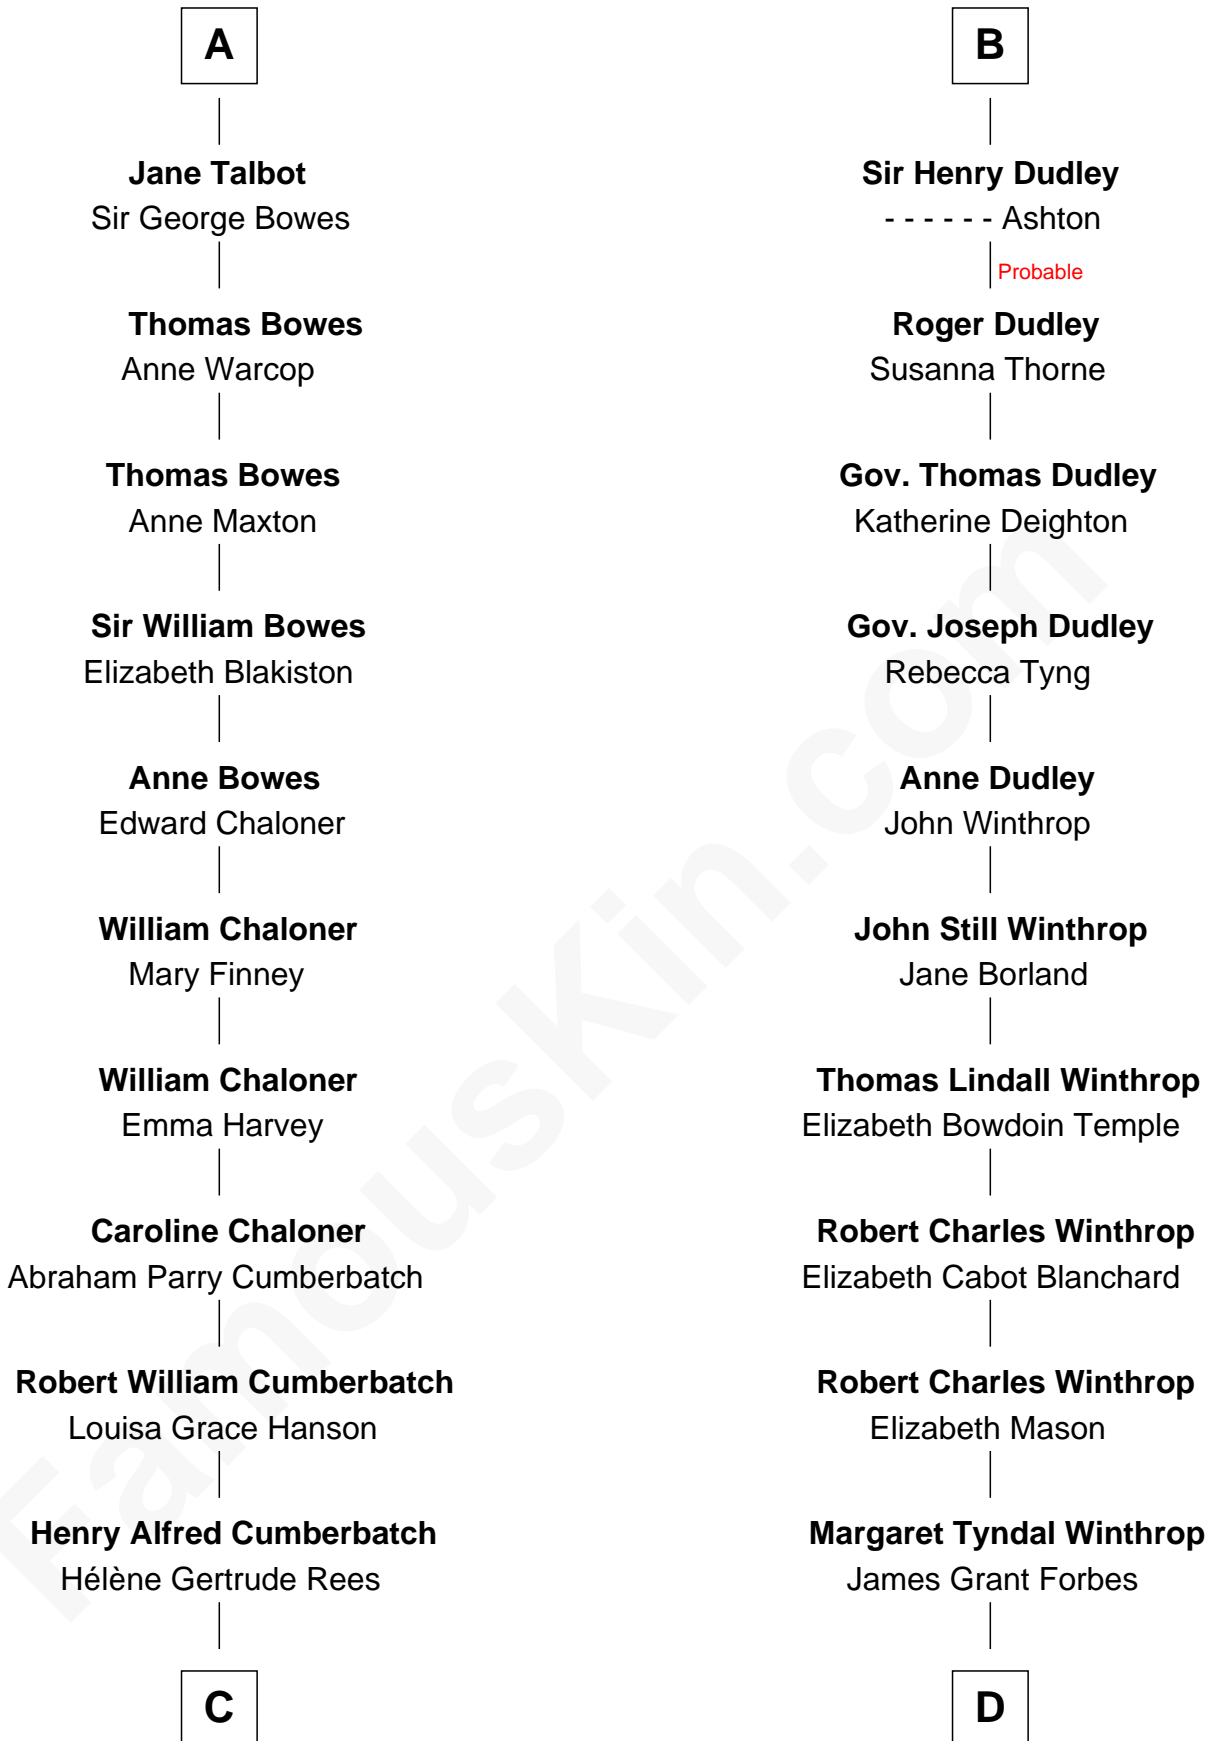 A
Jane Talbot
Sir George Bowes
Thomas Bowes
Anne Warcop
Thomas Bowes
Anne Maxton
Sir William Bowes
Elizabeth Blakiston
Anne Bowes
Edward Chaloner
William Chaloner
Mary Finney
William Chaloner
Emma Harvey
Caroline Chaloner
Abraham Parry Cumberbatch
Robert William Cumberbatch
Louisa Grace Hanson
Henry Alfred Cumberbatch
Hélène Gertrude Rees
C
B
Sir Henry Dudley
- - - - - - Ashton
Probable
Roger Dudley
Susanna Thorne
Gov. Thomas Dudley
Katherine Deighton
Gov. Joseph Dudley
Rebecca Tyng
Anne Dudley
John Winthrop
John Still Winthrop
Jane Borland
Thomas Lindall Winthrop
Elizabeth Bowdoin Temple
Robert Charles Winthrop
Elizabeth Cabot Blanchard
Robert Charles Winthrop
Elizabeth Mason
Margaret Tyndal Winthrop
James Grant Forbes
D
FamousKin.com